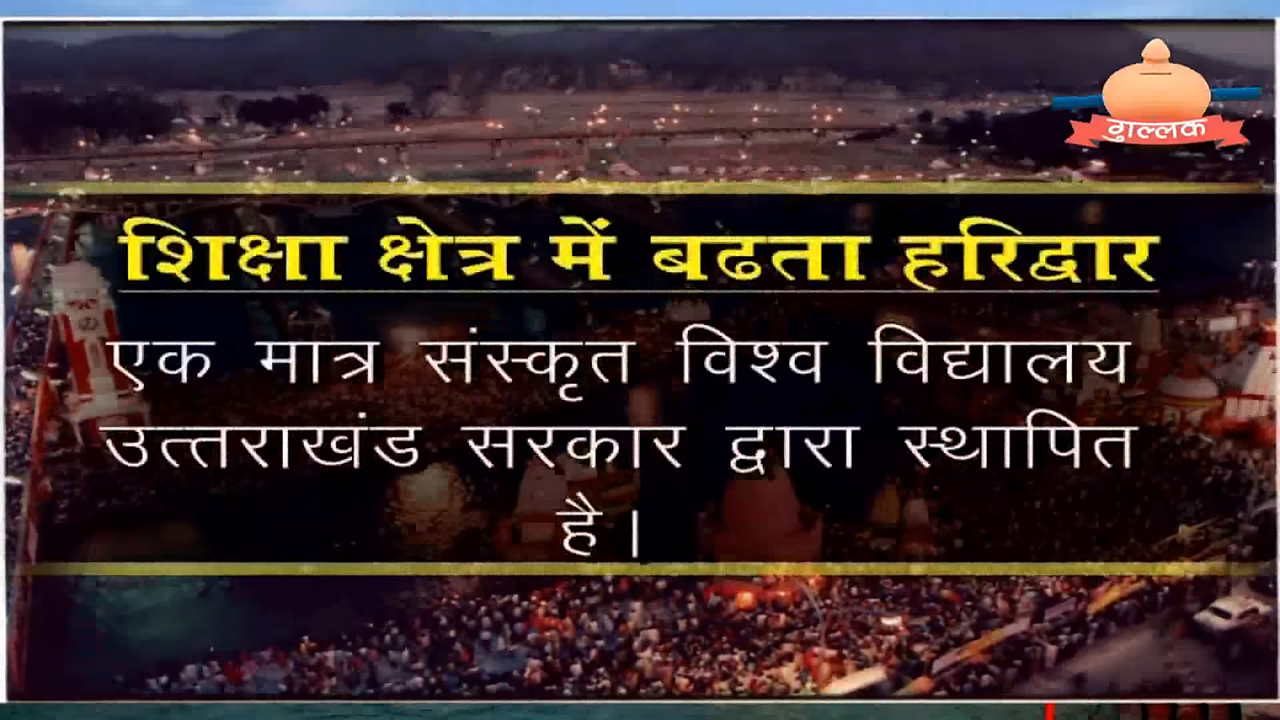 गुल्लक
शिक्षा क्षेत्र में बढता हरिद्वार
एक मात्र संस्कृत विश्व विद्यालय
उत्तराखंड सरकार द्वारा स्थापित
है।